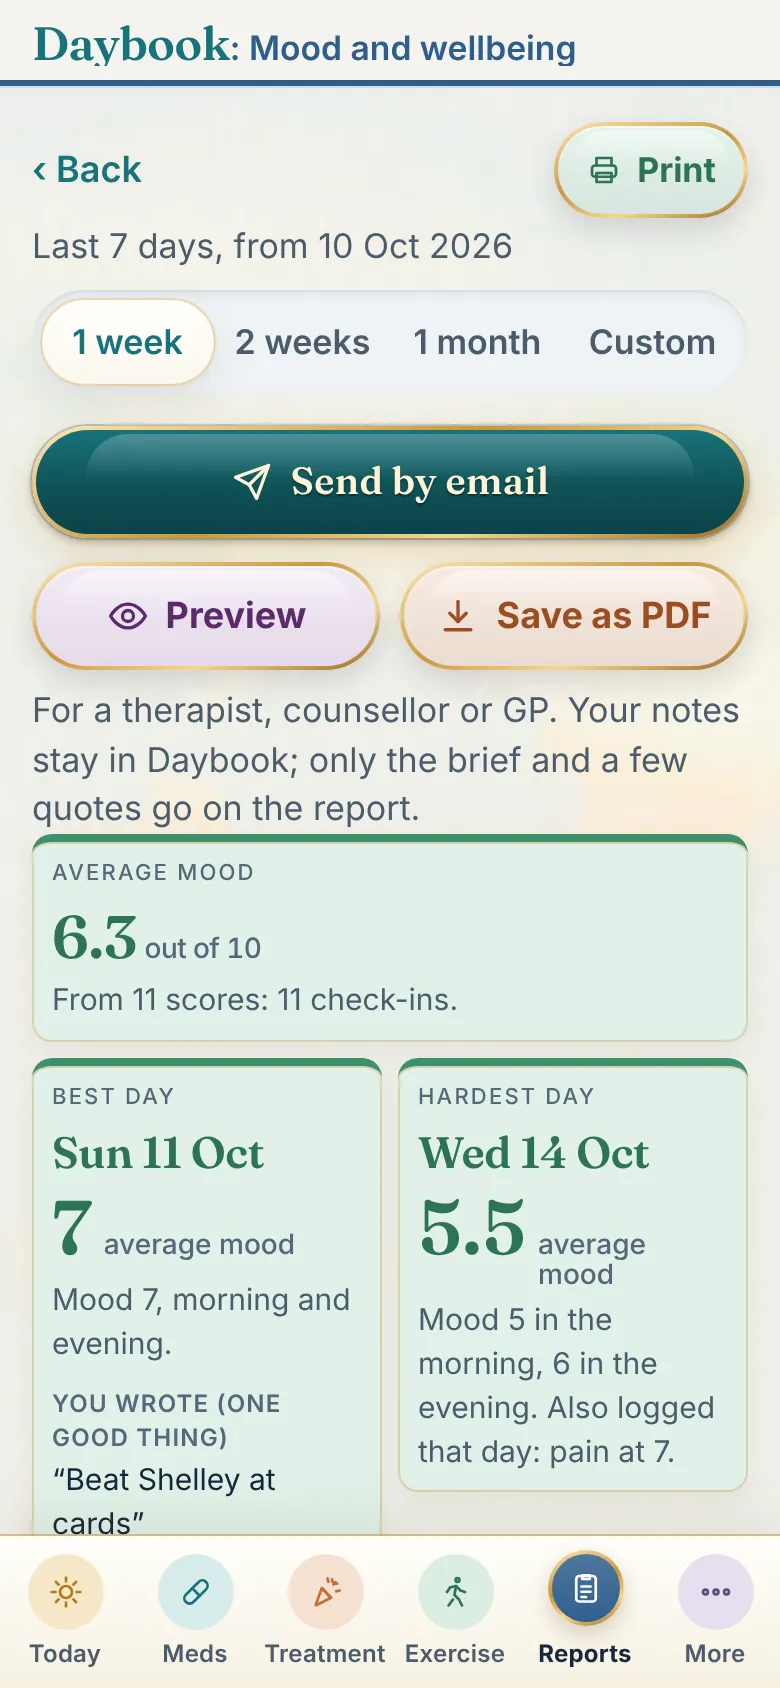 Daybook: Mood and wellbeing
‹ Back
Print
Last 7 days, from 10 Oct 2026
1 week
2 weeks
1 month
Custom
Send by email
Preview
Save as PDF
For a therapist, counsellor or GP. Your notes
stay in Daybook; only the brief and a few
quotes go on the report.
AVERAGE MOOD
6.3 out of 10
From 11 scores: 11 check-ins.
BEST DAY
Sun 11 Oct
7 average mood
Mood 7, morning and
evening.
YOU WROTE (ONE
GOOD THING)
“Beat Shelley at
cards”
HARDEST DAY
Wed 14 Oct
5.5 average
mood
Mood 5 in the
morning, 6 in the
evening. Also logged
that day: pain at 7.
Today
Meds
Treatment
Exercise
Reports
More